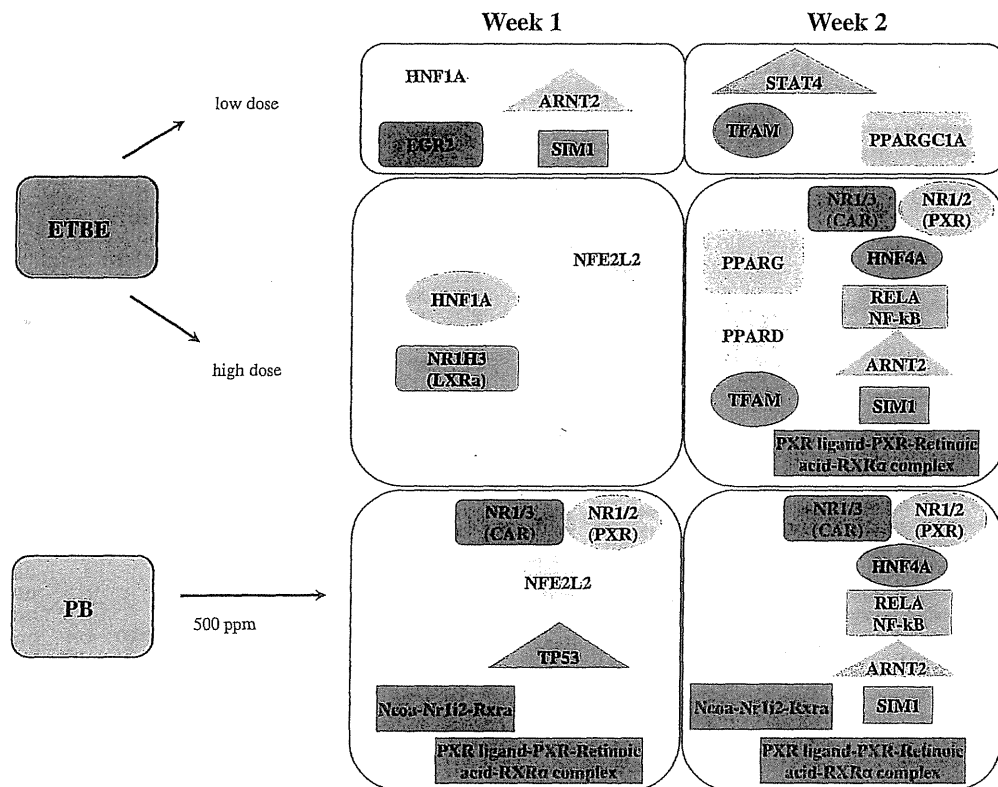 Week 1
Week 2
low dose
HNF1A
ARNT2
EGR2
SIM1
STAT4
TFAM
PPARGC1A
ETBE
high dose
NFE2L2
HNF1A
NR1H3
(LXRa)
NR1/3
(CAR)
NR1/2
(PXR)
PPARG
HNF4A
RELA
NF-kB
PPARD
ARNT2
TFAM
SIM1
PXR ligand-PXR-Retinoic
acid-RXRα complex
PB
500 ppm
NR1/3
(CAR)
NR1/2
(PXR)
NFE2L2
TP53
Ncoa-Nr1i2-Rxra
PXR ligand-PXR-Retinoic
acid-RXRα complex
NR1/3
(CAR)
NR1/2
(PXR)
HNF4A
RELA
NF-kB
ARNT2
Ncoa-Nr1i2-Rxra
SIM1
PXR ligand-PXR-Retinoic
acid-RXRα complex